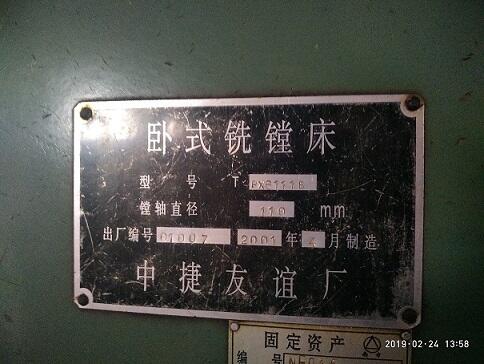 卧式铣镗床
型 号 T PX6111B
镗轴直径 110 mm
出厂编号 01007 2001 年 4 月制造
中捷友谊厂
固定资产
编号
2019-02-24 13:58